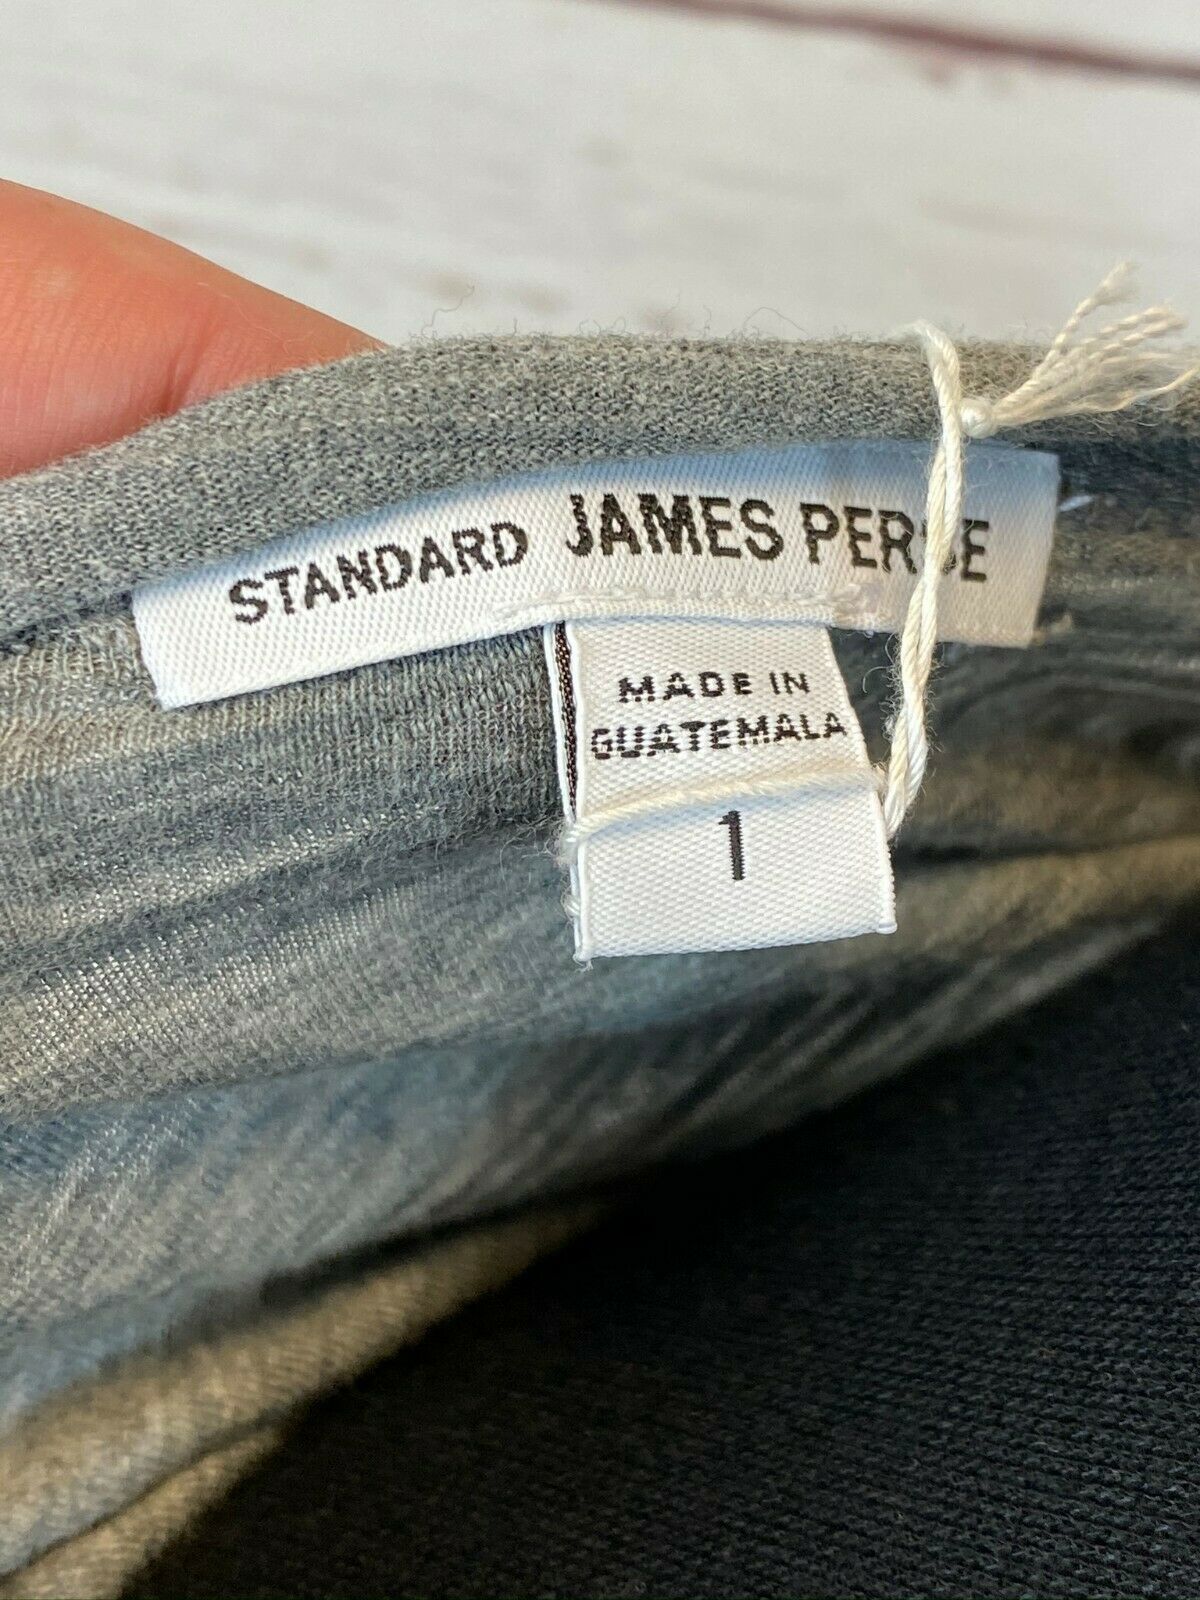 STANDARD JAMES PERSE
MADE IN
GUATEMALA
1